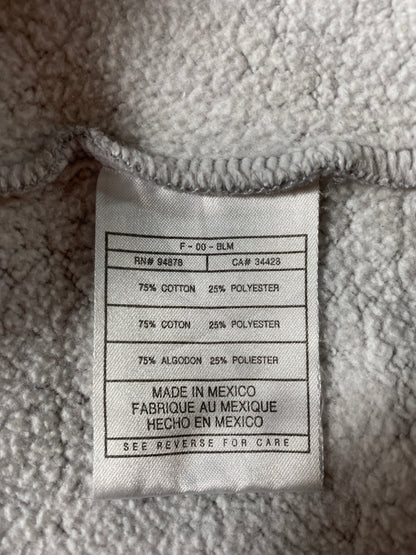 F - 00 - BLM
RN# 94878 CA# 34428
75% COTTON 25% POLYESTER
75% COTON 25% POLYESTER
75% ALGODON 25% POLIESTER
MADE IN MEXICO
FABRIQUE AU MEXIQUE
HECHO EN MEXICO
SEE REVERSE FOR CARE